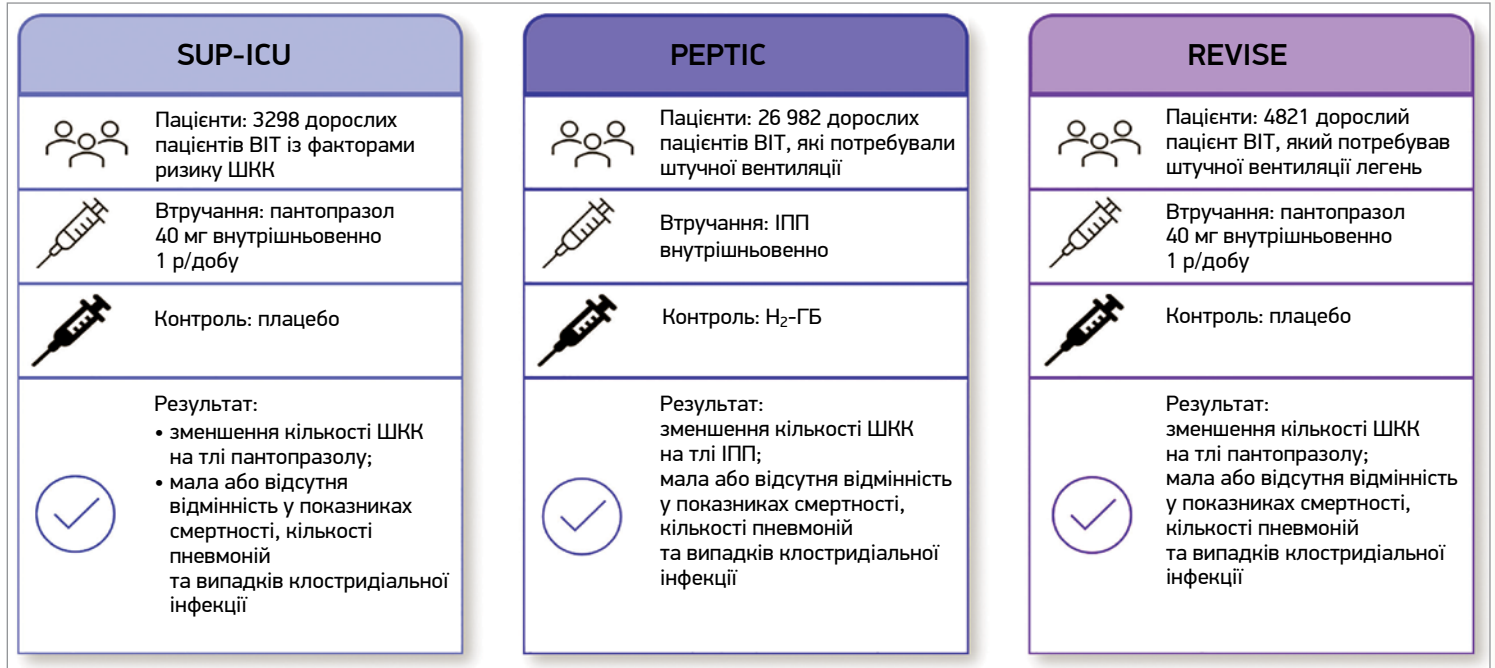 SUP-ICU
Пацієнти: 3298 дорослих
пацієнтів ВІТ із факторами
ризику ШКК
Втручання: пантопразол
40 мг внутрішньовенно
1 р/добу
Контроль: плацебо
Результат:
• зменшення кількості ШКК
на тлі пантопразолу;
• мала або відсутня
відмінність у показниках
смертності, кількості
пневмоній
та випадків клостридіальної
інфекції
PEPTIC
Пацієнти: 26 982 дорослих
пацієнтів ВІТ, які потребували
штучної вентиляції
Втручання: ІПП
внутрішньовенно
Контроль: H₂-ГБ
Результат:
зменшення кількості ШКК
на тлі ІПП;
мала або відсутня відмінність
у показниках смертності,
кількості пневмоній
та випадків клостридіальної
інфекції
REVISE
Пацієнти: 4821 дорослий
пацієнт ВІТ, який потребував
штучної вентиляції легень
Втручання: пантопразол
40 мг внутрішньовенно
1 р/добу
Контроль: плацебо
Результат:
зменшення кількості ШКК
на тлі пантопразолу;
мала або відсутня відмінність
у показниках смертності,
кількості пневмоній
та випадків клостридіальної
інфекції